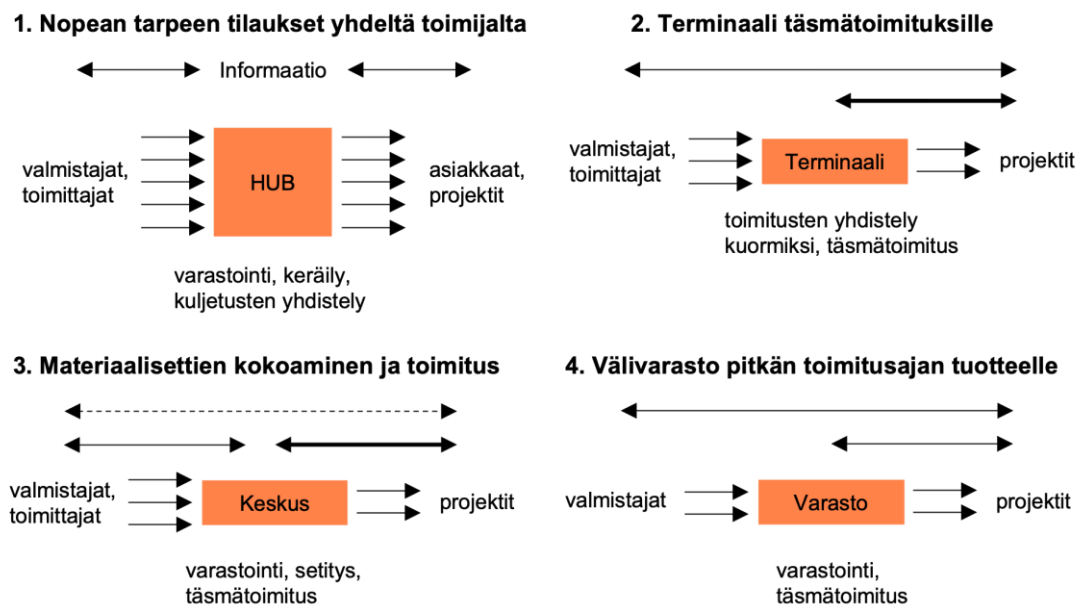 1. Nopean tarpeen tilaukset yhdeltä toimijalta
Informaatio
valmistajat,
toimittajat
HUB
asiakkaat,
projektit
varastointi, keräily,
kuljetusten yhdistely
2. Terminaali täsmätoimituksille
valmistajat,
toimittajat
Terminaali
projektit
toimitusten yhdistely
kuormiksi, täsmätoimitus
3. Materiaalisettien kokoaminen ja toimitus
valmistajat,
toimittajat
Keskus
projektit
varastointi, setitys,
täsmätoimitus
4. Välivarasto pitkän toimitusajan tuotteelle
valmistajat
Varasto
projektit
varastointi,
täsmätoimitus